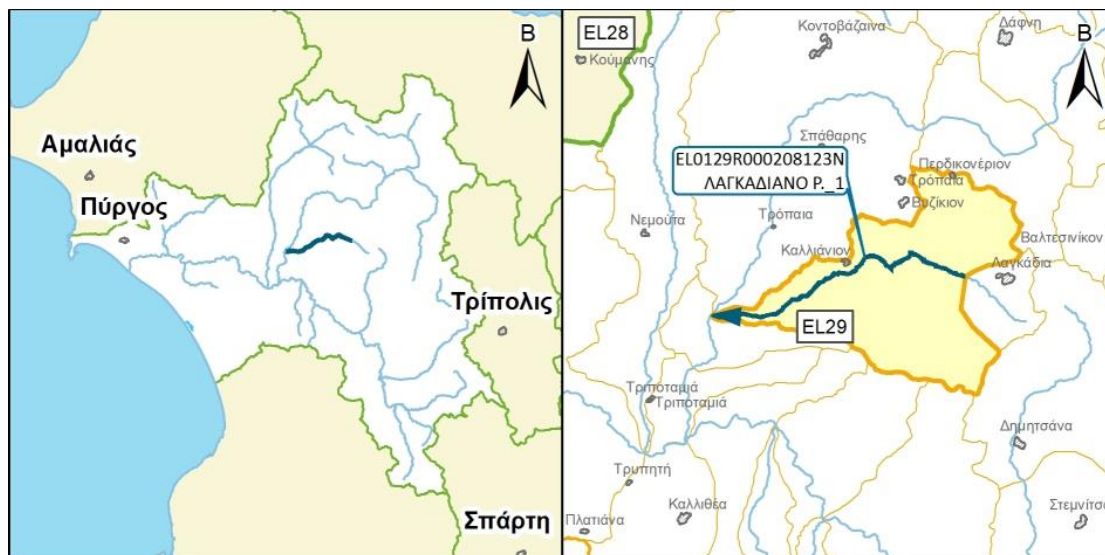 Β
Αμαλιάς
Πύργος
Τρίπολις
Σπάρτη
EL28
Κούμανης
Κοντοβάζαινα
Δάφνη
Β
Σπάθαρης
EL0129R000208123N
ΛΑΓΚΑΔΙΑΝΟ Ρ._1
Περδικονέριον
Τρόπαια
Βυζίκιον
Νεμούτα
Τρόπαια
Βαλτεσινίκον
Καλλιάνιον
Λαγκάδια
EL29
Τριποταμιά
Τριποταμιά
Δημητσάνα
Τρυπητή
Καλλιθέα
Στεμνίτσα
Πλατιάνα